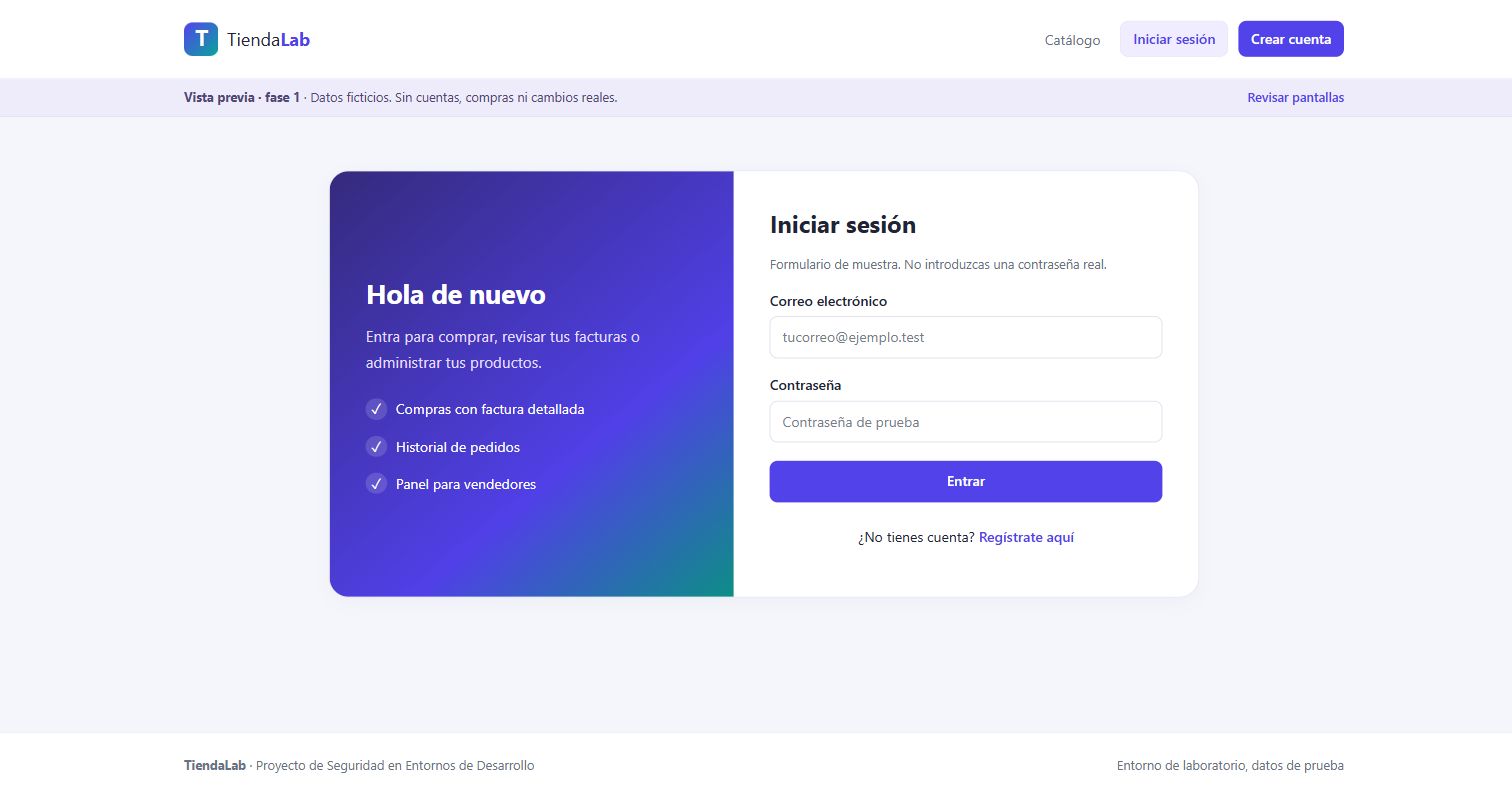 T TiendaLab
Catálogo
Iniciar sesión
Crear cuenta
Vista previa · fase 1 · Datos ficticios. Sin cuentas, compras ni cambios reales.
Revisar pantallas
Hola de nuevo
Entra para comprar, revisar tus facturas o
administrar tus productos.
✓ Compras con factura detallada
✓ Historial de pedidos
✓ Panel para vendedores
Iniciar sesión
Formulario de muestra. No introduzcas una contraseña real.
Correo electrónico
tucorreo@ejemplo.test
Contraseña
Contraseña de prueba
Entrar
¿No tienes cuenta? Regístrate aquí
TiendaLab · Proyecto de Seguridad en Entornos de Desarrollo
Entorno de laboratorio, datos de prueba